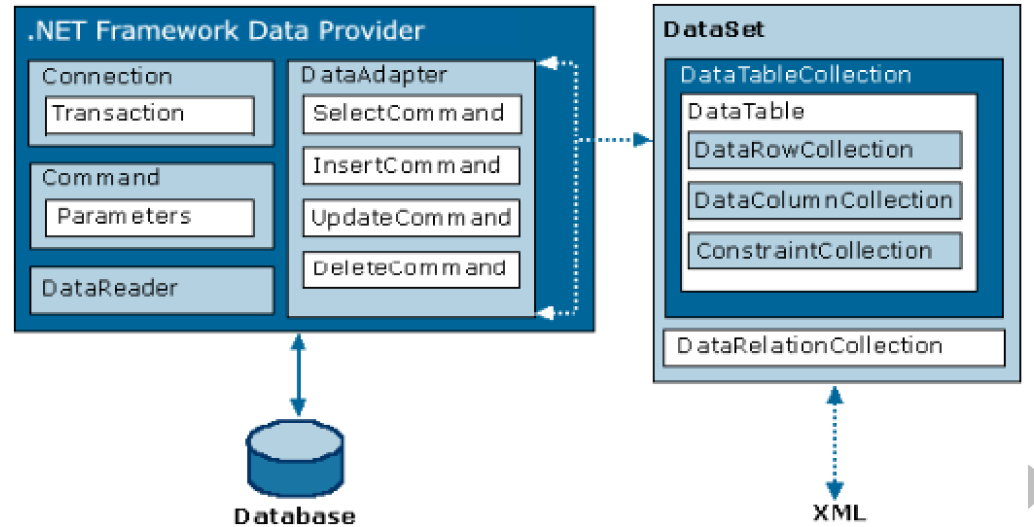 .NET Framework Data Provider
Connection
Transaction
Command
Parameters
DataReader
DataAdapter
SelectCommand
InsertCommand
UpdateCommand
DeleteCommand
Database
DataSet
DataTableCollection
DataTable
DataRowCollection
DataColumnCollection
ConstraintCollection
DataRelationCollection
XML